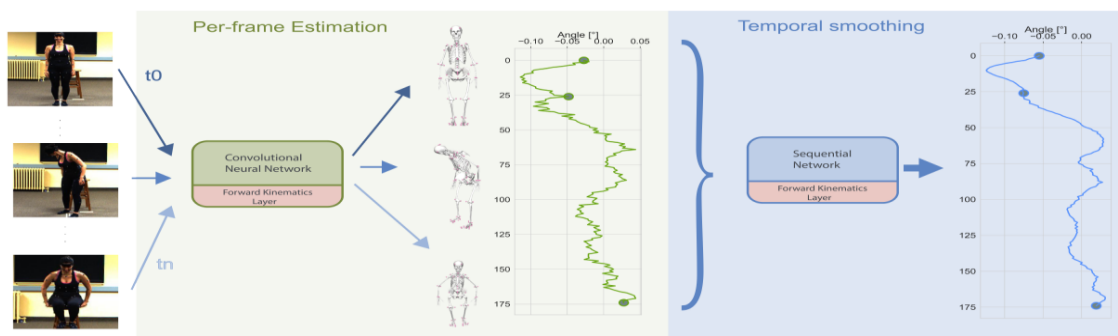 Per-frame Estimation
Temporal smoothing
t0
tn
Convolutional
Neural Network
Forward Kinematics
Layer
Angle [°]
−0.10 −0.05 0.00 0.05
0
25
50
75
100
125
150
175
Sequential
Network
Forward Kinematics
Layer
Angle [°]
−0.10 −0.05 0.00
0
25
50
75
100
125
150
175